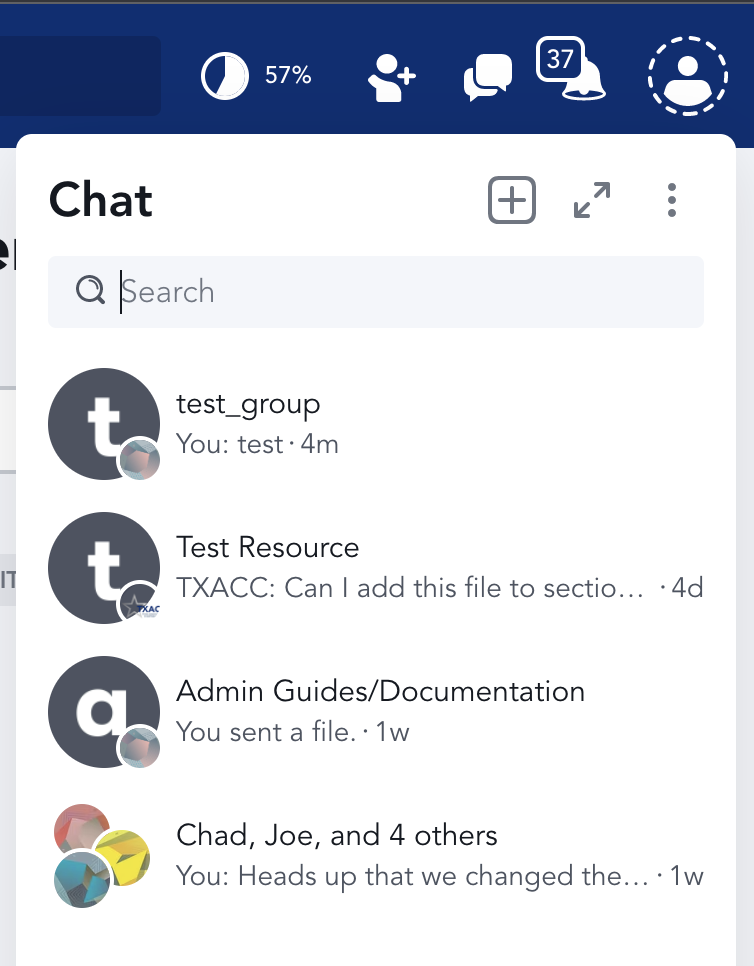 57%
37
Chat
Search
t
test_group
You: test · 4m
t
TXAC
Test Resource
TXACC: Can I add this file to sectio... · 4d
a
Admin Guides/Documentation
You sent a file. · 1w
Chad, Joe, and 4 others
You: Heads up that we changed the... · 1w